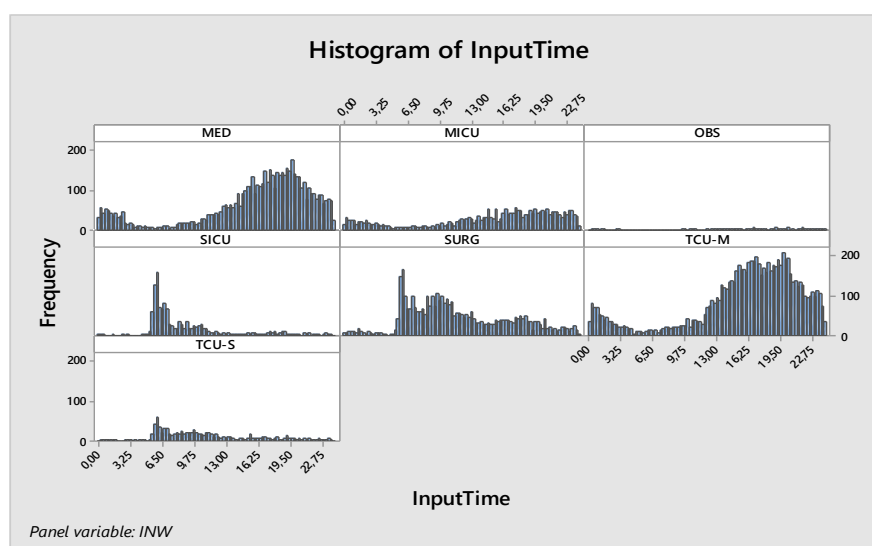 Histogram of InputTime
0,00 3,25 6,50 9,75 13,00 16,25 19,50 22,75
MED MICU OBS
200
100
0
SICU SURG TCU-M
200
100
0
Frequency
TCU-S
0,00 3,25 6,50 9,75 13,00 16,25 19,50 22,75
200
100
0
0,00 3,25 6,50 9,75 13,00 16,25 19,50 22,75
InputTime
Panel variable: INW